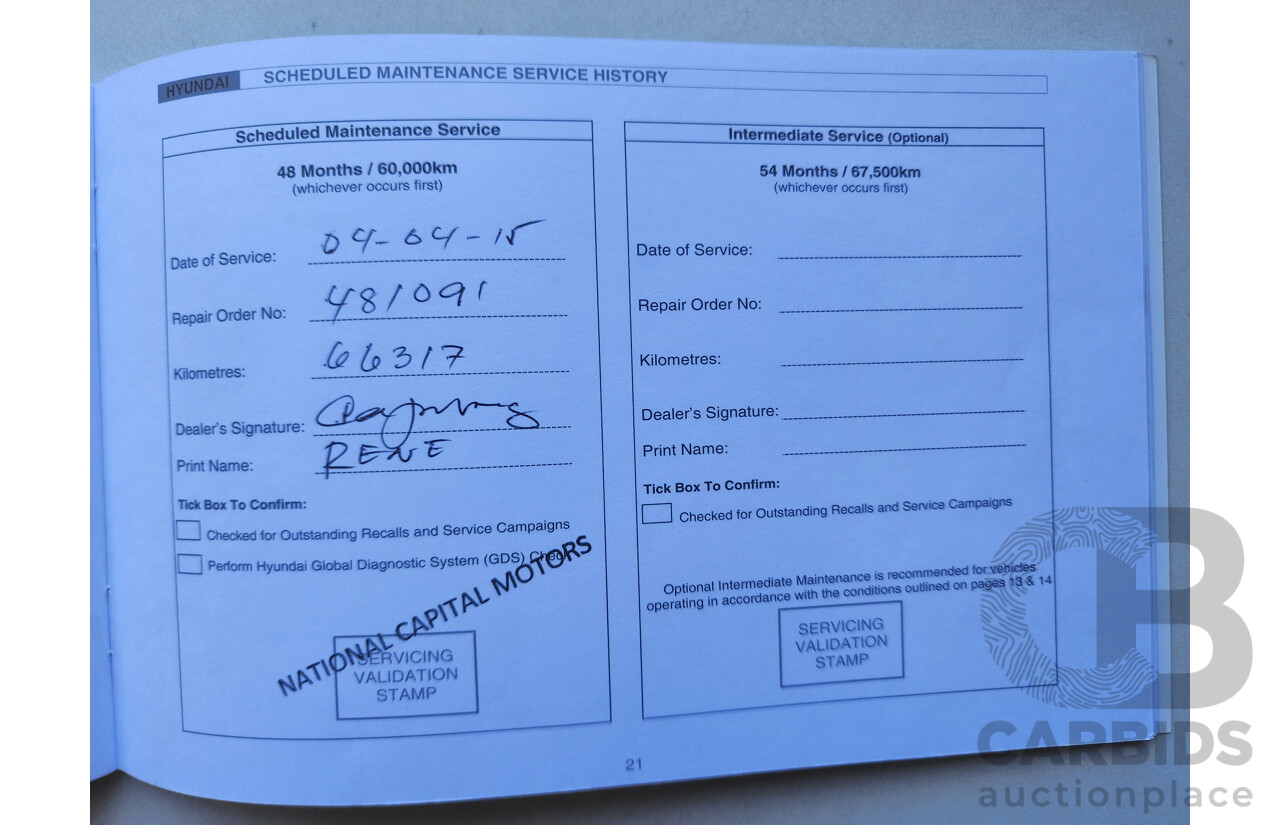 HYUNDAI SCHEDULED MAINTENANCE SERVICE HISTORY
Scheduled Maintenance Service
48 Months / 60,000km
(whichever occurs first)
Date of Service: 04-04-15
Repair Order No: 481091
Kilometres: 66317
Dealer's Signature:
Print Name: RENE
Tick Box To Confirm:
Checked for Outstanding Recalls and Service Campaigns
Perform Hyundai Global Diagnostic System (GDS) Check
NATIONAL CAPITAL MOTORS
SERVICING
VALIDATION
STAMP
Intermediate Service (Optional)
54 Months / 67,500km
(whichever occurs first)
Date of Service:
Repair Order No:
Kilometres:
Dealer's Signature:
Print Name:
Tick Box To Confirm:
Checked for Outstanding Recalls and Service Campaigns
Optional Intermediate Maintenance is recommended for vehicles
operating in accordance with the conditions outlined on pages 13 & 14
SERVICING
VALIDATION
STAMP
21
CB
CARBIDS
auctionplace